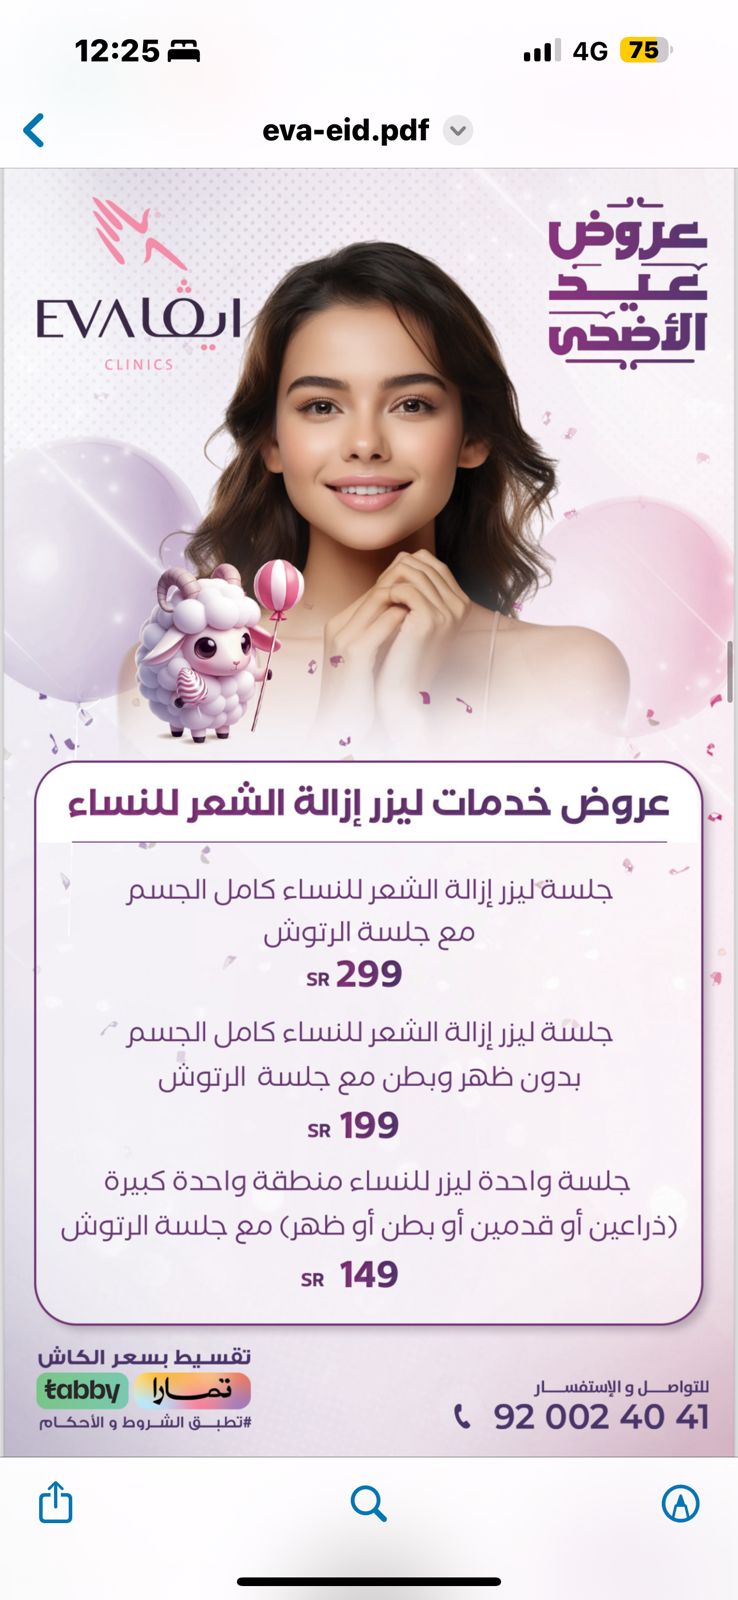 12:25
4G 75
eva-eid.pdf
EVA ايڤا
CLINICS
عروض
عيد
الأضحى
عروض خدمات ليزر إزالة الشعر للنساء
جلسة ليزر إزالة الشعر للنساء كامل الجسم
مع جلسة الرتوش
SR 299
جلسة ليزر إزالة الشعر للنساء كامل الجسم
بدون ظهر وبطن مع جلسة الرتوش
SR 199
جلسة واحدة ليزر للنساء منطقة واحدة كبيرة
(ذراعين أو قدمين أو بطن أو ظهر) مع جلسة الرتوش
SR 149
تقسيط بسعر الكاش
tabby تمارا
#تطبق الشروط و الأحكام
للتواصل و الإستفسار
92 002 40 41